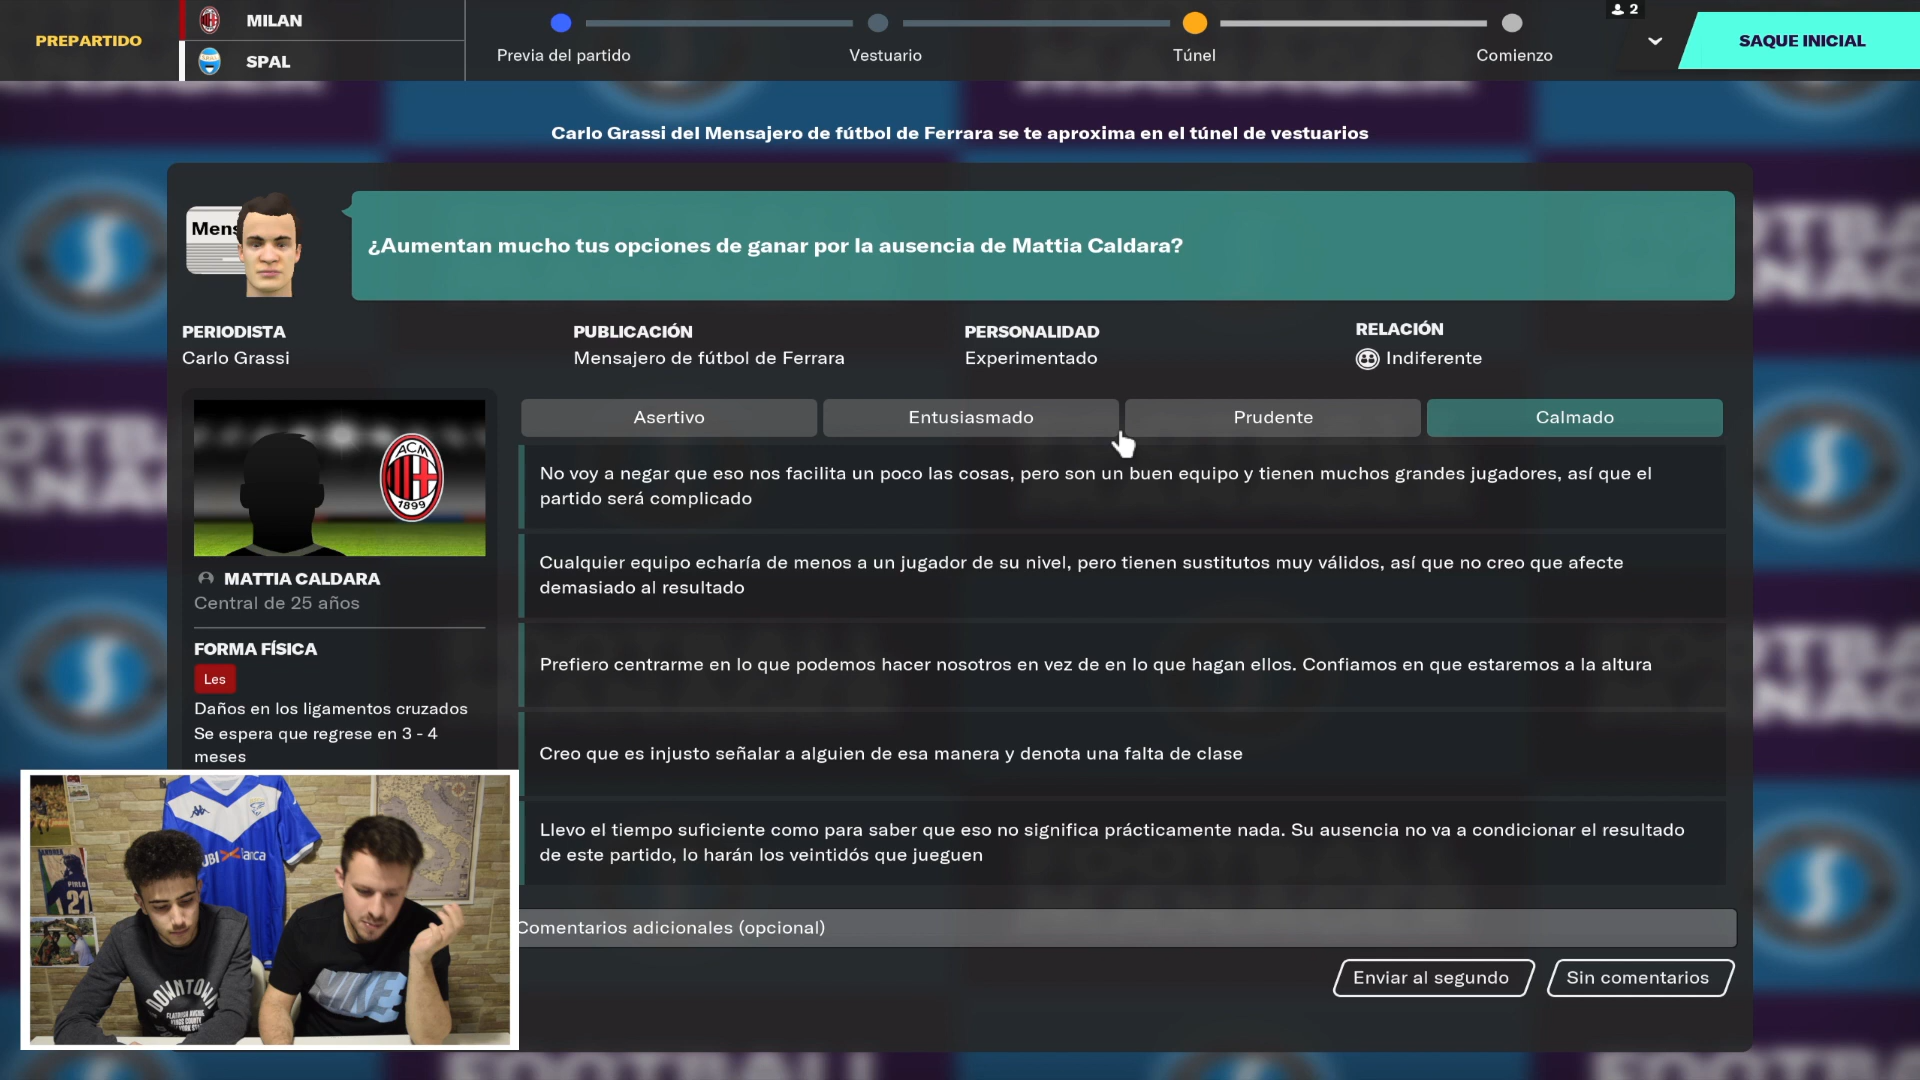 PREPARTIDO
MILAN
SPAL
Previa del partido
Vestuario
Túnel
Comienzo
2
SAQUE INICIAL
Carlo Grassi del Mensajero de fútbol de Ferrara se te aproxima en el túnel de vestuarios
Mens
¿Aumentan mucho tus opciones de ganar por la ausencia de Mattia Caldara?
PERIODISTA
Carlo Grassi
PUBLICACIÓN
Mensajero de fútbol de Ferrara
PERSONALIDAD
Experimentado
RELACIÓN
Indiferente
Asertivo
Entusiasmado
Prudente
Calmado
ACM
1899
MATTIA CALDARA
Central de 25 años
FORMA FÍSICA
Les
Daños en los ligamentos cruzados
Se espera que regrese en 3 - 4
meses
No voy a negar que eso nos facilita un poco las cosas, pero son un buen equipo y tienen muchos grandes jugadores, así que el
partido será complicado
Cualquier equipo echaría de menos a un jugador de su nivel, pero tienen sustitutos muy válidos, así que no creo que afecte
demasiado al resultado
Prefiero centrarme en lo que podemos hacer nosotros en vez de en lo que hagan ellos. Confiamos en que estaremos a la altura
Creo que es injusto señalar a alguien de esa manera y denota una falta de clase
Llevo el tiempo suficiente como para saber que eso no significa prácticamente nada. Su ausencia no va a condicionar el resultado
de este partido, lo harán los veintidós que jueguen
Comentarios adicionales (opcional)
Enviar al segundo
Sin comentarios
UBI Banca
PIRLO
21
DOWNTOWN
NIKE